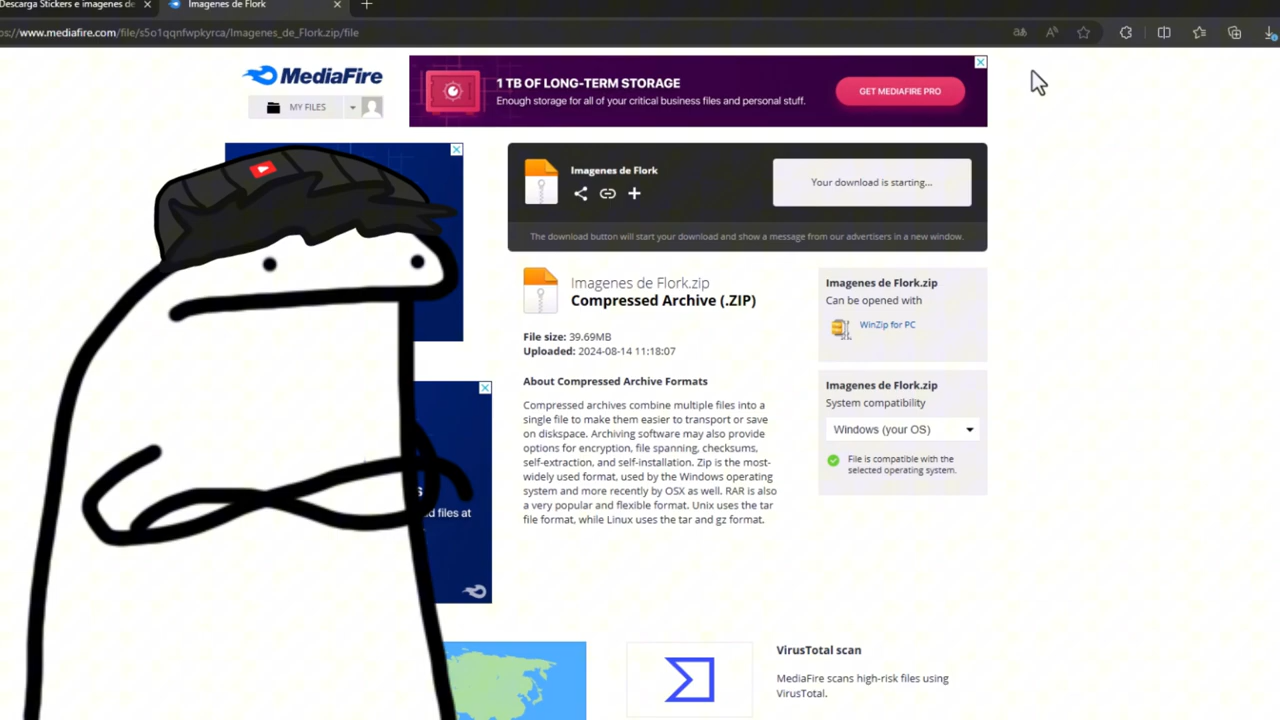 Descarga Stickers e imagenes de
Imagenes de Flork
https://www.mediafire.com/file/s5o1qqnfwpkyrca/Imagenes_de_Flork.zip/file
MediaFire
MY FILES
1 TB OF LONG-TERM STORAGE
Enough storage for all of your critical business files and personal stuff.
GET MEDIAFIRE PRO
Imagenes de Flork
Your download is starting...
The download button will start your download and show a message from our advertisers in a new window.
Imagenes de Flork.zip
Compressed Archive (.ZIP)
File size: 39.69MB
Uploaded: 2024-08-14 11:18:07
About Compressed Archive Formats
Compressed archives combine multiple files into a
single file to make them easier to transport or save
on diskspace. Archiving software may also provide
options for encryption, file spanning, checksums,
self-extraction, and self-installation. Zip is the most-
widely used format, used by the Windows operating
system and more recently by OSX as well. RAR is also
a very popular and flexible format. Unix uses the tar
file format, while Linux uses the tar and gz format.
Imagenes de Flork.zip
Can be opened with
WinZip for PC
Imagenes de Flork.zip
System compatibility
Windows (your OS)
File is compatible with the
selected operating system.
d files at
VirusTotal scan
MediaFire scans high-risk files using
VirusTotal.